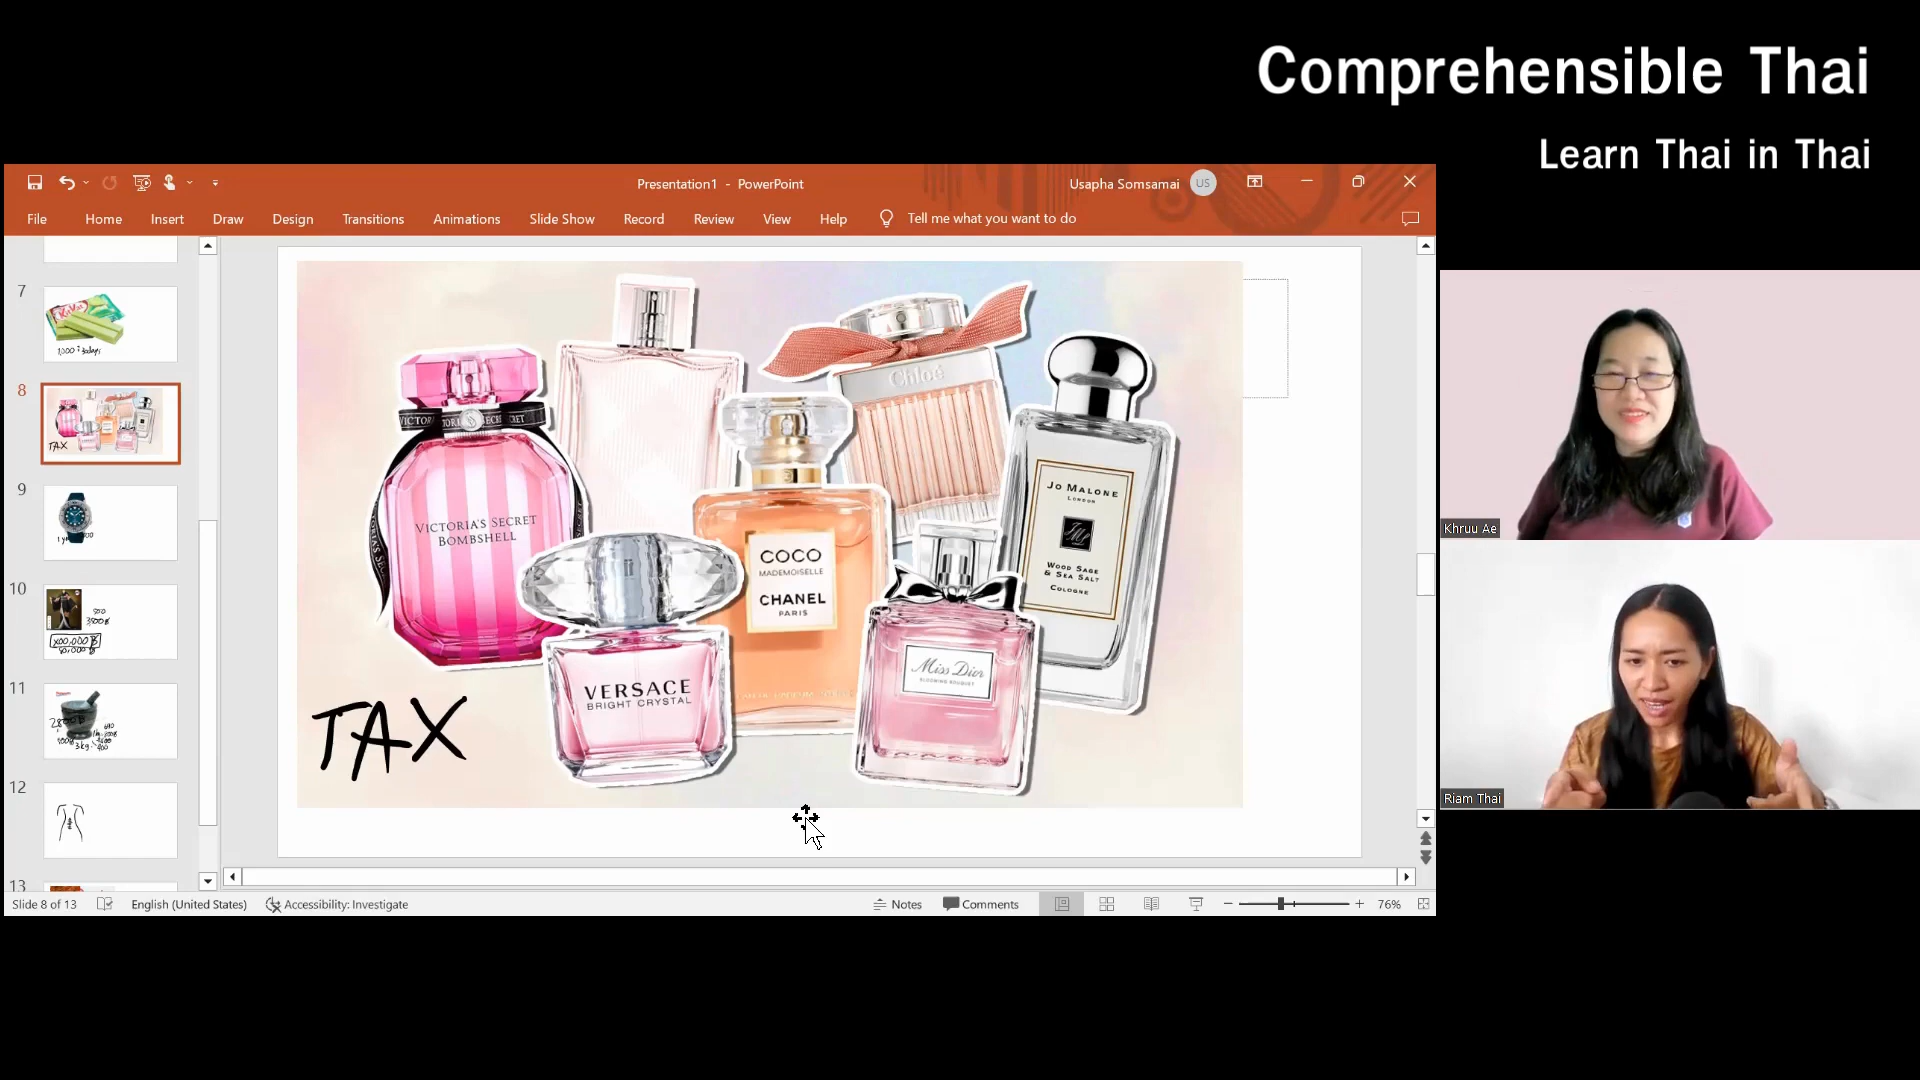 Comprehensible Thai
Learn Thai in Thai
Presentation1 - PowerPoint
Usapha Somsamai
US
File Home Insert Draw Design Transitions Animations Slide Show Record Review View Help Tell me what you want to do
7
1,000
8
TAX
9
10
11
12
13
VICTORIA'S SECRET
BOMBSHELL
Chloé
JO MALONE
LONDON
WOOD SAGE
& SEA SALT
COLOGNE
COCO
MADEMOISELLE
CHANEL
PARIS
VERSACE
BRIGHT CRYSTAL
Miss Dior
BLOOMING BOUQUET
TAX
Khruu Ae
Riam Thai
Slide 8 of 13 English (United States) Accessibility: Investigate Notes Comments 76%